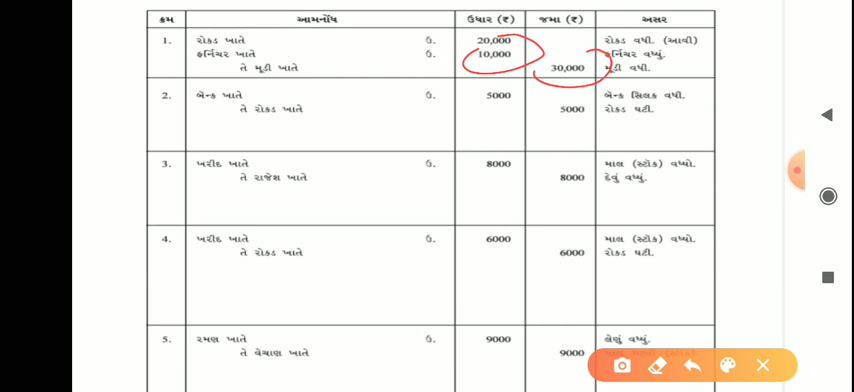 ક્રમ આમનોંધ ઉધાર (₹) જમા (₹) અસર
1. રોકડ ખાતે ઉ. 20,000 રોકડ વધી. (આવી)
ફર્નિચર ખાતે ઉ. 10,000 ફર્નિચર વધ્યું.
તે મૂડી ખાતે 30,000 મૂડી વધી.
2. બેન્ક ખાતે ઉ. 5000 બેન્ક સિલક વધી.
તે રોકડ ખાતે 5000 રોકડ ઘટી.
3. ખરીદ ખાતે ઉ. 8000 માલ (સ્ટૉક) વધ્યો.
તે રાજેશ ખાતે 8000 દેવું વધ્યું.
4. ખરીદ ખાતે ઉ. 6000 માલ (સ્ટૉક) વધ્યો.
તે રોકડ ખાતે 6000 રોકડ ઘટી.
5. રમણ ખાતે ઉ. 9000 લેણું વધ્યું.
તે વેચાણ ખાતે 9000